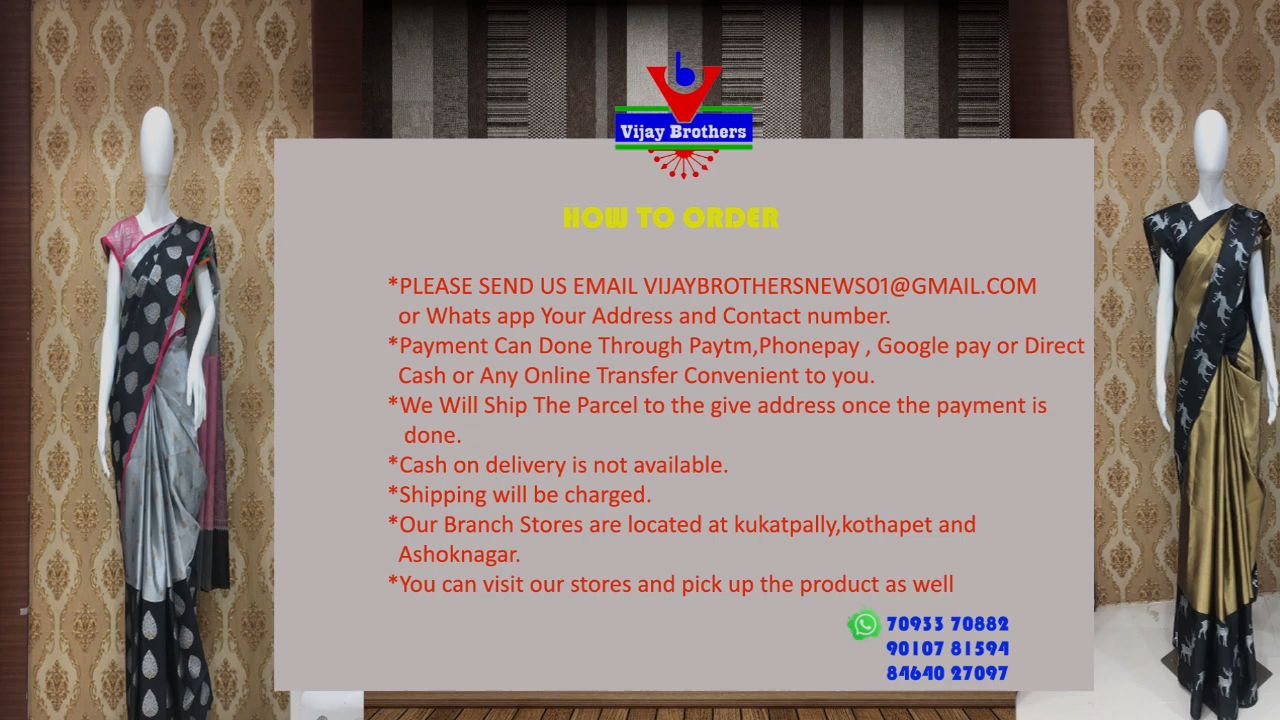 Vijay Brothers
HOW TO ORDER
*PLEASE SEND US EMAIL VIJAYBROTHERSNEWS01@GMAIL.COM
or Whats app Your Address and Contact number.
*Payment Can Done Through Paytm,Phonepay , Google pay or Direct
Cash or Any Online Transfer Convenient to you.
*We Will Ship The Parcel to the give address once the payment is
done.
*Cash on delivery is not available.
*Shipping will be charged.
*Our Branch Stores are located at kukatpally,kothapet and
Ashoknagar.
*You can visit our stores and pick up the product as well
70933 70882
90107 81594
84640 27097